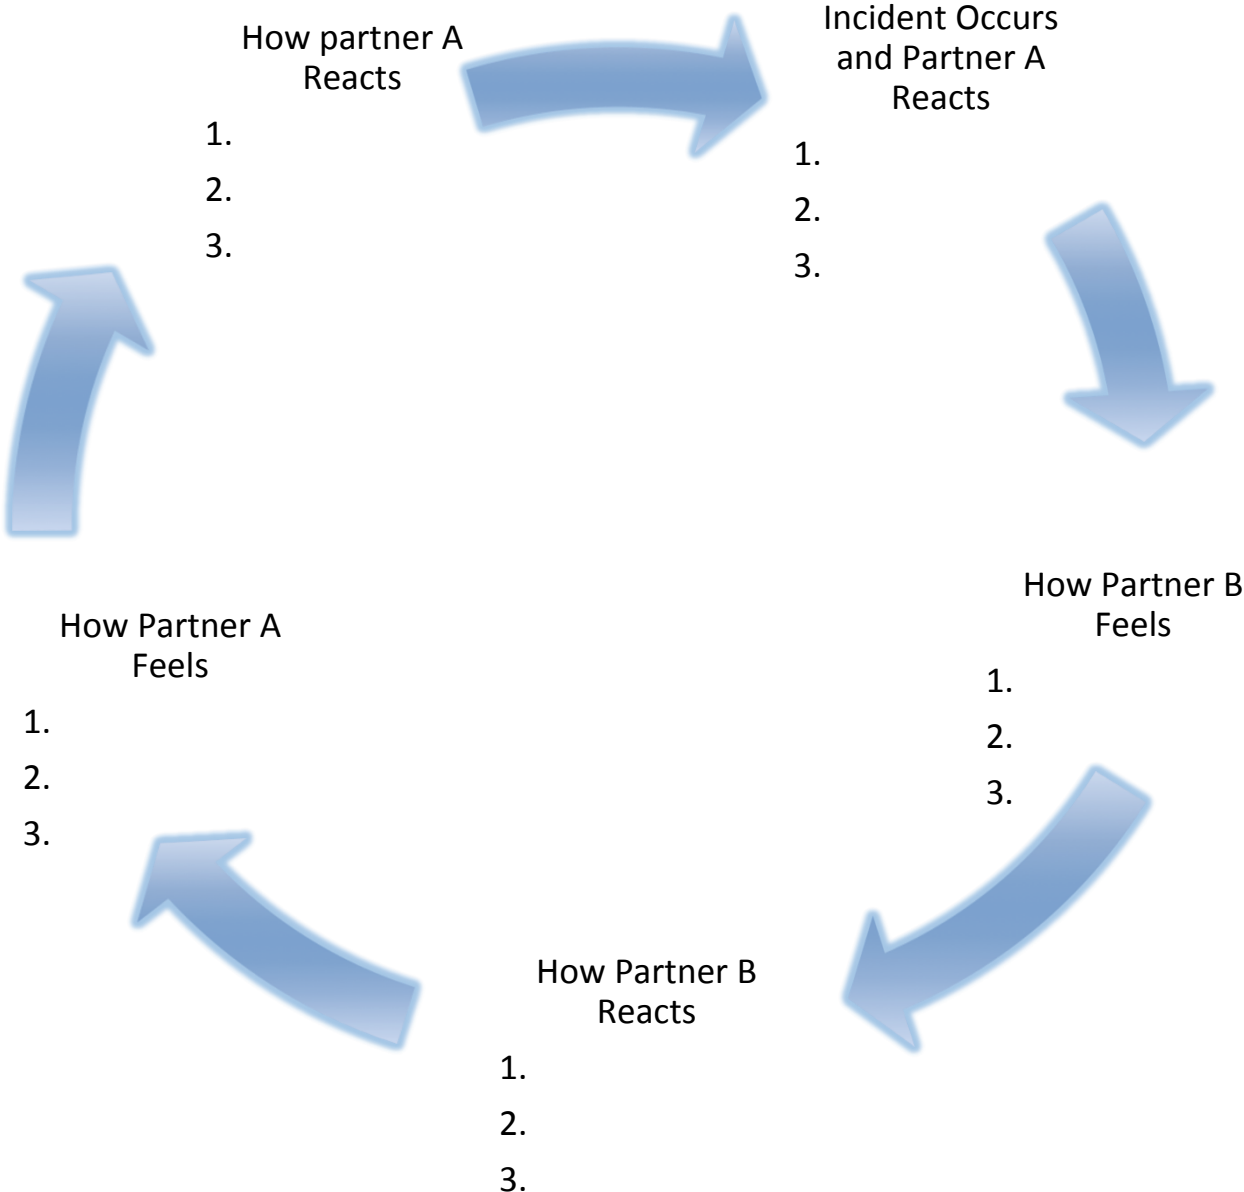 How partner A
Reacts
1.
2.
3.
Incident Occurs
and Partner A
Reacts
1.
2.
3.
How Partner B
Feels
1.
2.
3.
How Partner B
Reacts
1.
2.
3.
How Partner A
Feels
1.
2.
3.